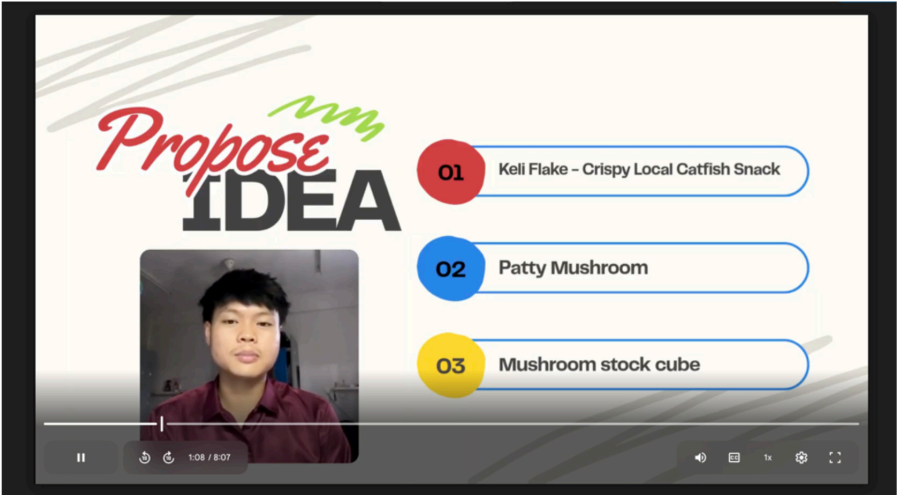 Propose
IDEA
01 Keli Flake - Crispy Local Catfish Snack
02 Patty Mushroom
03 Mushroom stock cube
1:08 / 8:07
1x